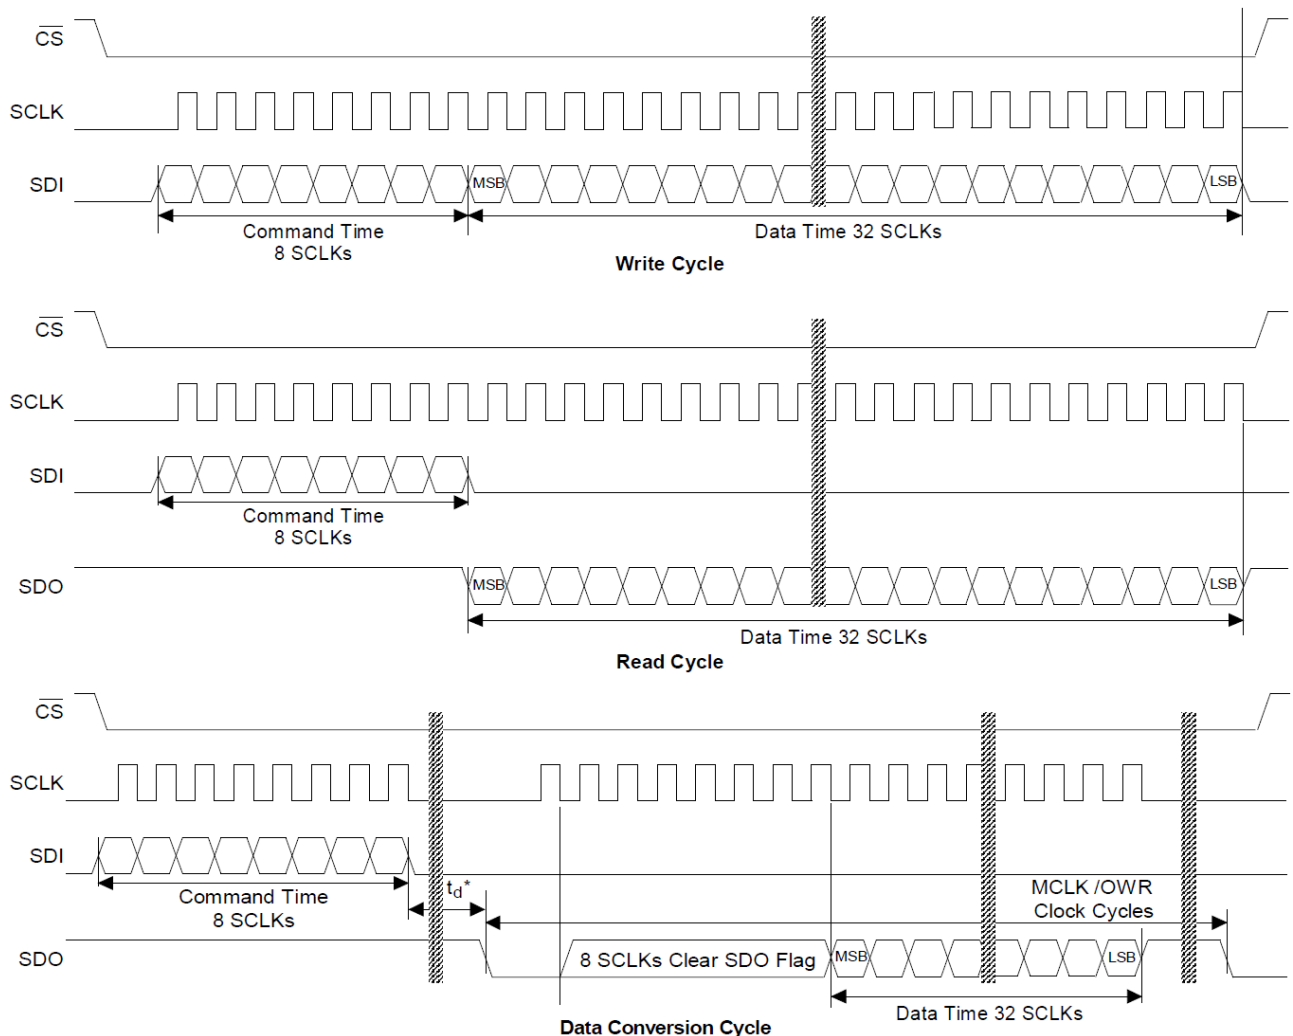 CS
SCLK
SDI
MSB
LSB
Command Time
8 SCLKs
Data Time 32 SCLKs
Write Cycle
CS
SCLK
SDI
Command Time
8 SCLKs
SDO
MSB
LSB
Data Time 32 SCLKs
Read Cycle
CS
SCLK
SDI
Command Time
8 SCLKs
td*
MCLK /OWR
Clock Cycles
SDO
8 SCLKs Clear SDO Flag
MSB
LSB
Data Time 32 SCLKs
Data Conversion Cycle